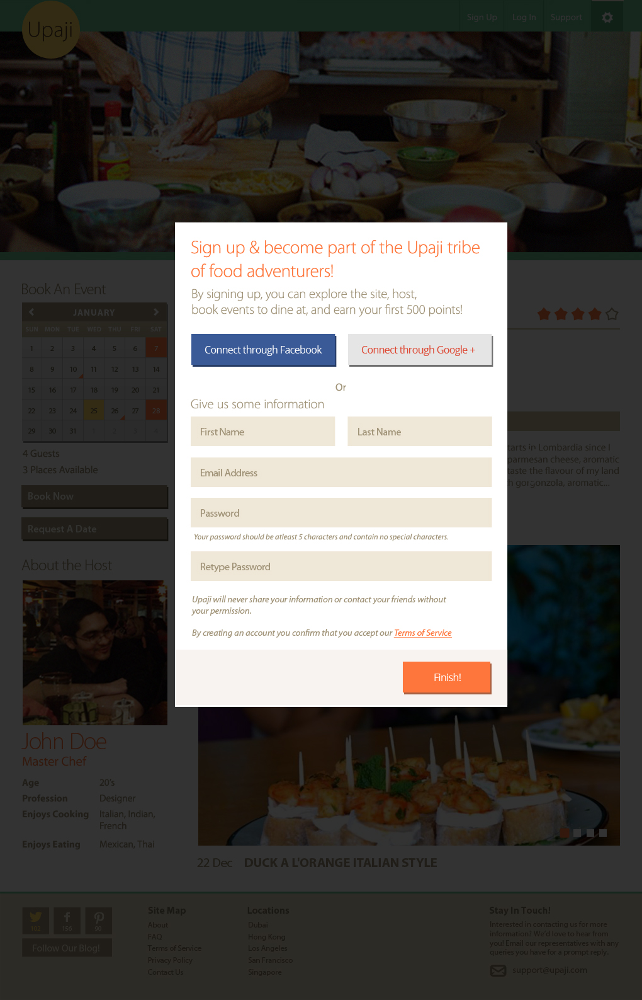 Upaji
Sign Up
Log In
Support
Sign up & become part of the Upaji tribe
of food adventurers!
By signing up, you can explore the site, host,
book events to dine at, and earn your first 500 points!
Connect through Facebook
Connect through Google +
Or
Give us some information
First Name
Last Name
Email Address
Password
Your password should be atleast 5 characters and contain no special characters.
Retype Password
Upaji will never share your information or contact your friends without
your permission.
By creating an account you confirm that you accept our Terms of Service
Finish!
Book An Event
JANUARY
SUN MON TUE WED THU FRI SAT
1 2 3 4 5 6 7
8 9 10 11 12 13 14
15 16 17 18 19 20 21
22 23 24 25 26 27 28
29 30 31 1 2 3 4
4 Guests
3 Places Available
Book Now
Request A Date
Lombardia since I
parmesan cheese, aromatic
taste the flavour of my land
gorgonzola, aromatic...
About the Host
John Doe
Master Chef
Age 20's
Profession Designer
Enjoys Cooking Italian, Indian,
French
Enjoys Eating Mexican, Thai
22 Dec DUCK A L'ORANGE ITALIAN STYLE
102
156
90
Follow Our Blog!
Site Map
About
FAQ
Terms of Service
Privacy Policy
Contact Us
Locations
Dubai
Hong Kong
Los Angeles
San Francisco
Singapore
Stay In Touch!
Interested in contacting us for more
information? We'd love to hear from
you! Email our representatives with any
queries you have for a prompt reply.
support@upaji.com